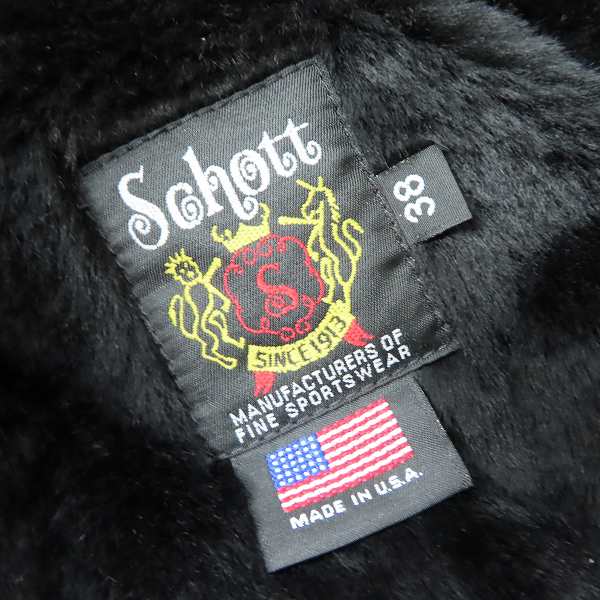 Schott
38
S
SINCE 1913
MANUFACTURERS OF
FINE SPORTSWEAR
MADE IN U.S.A.